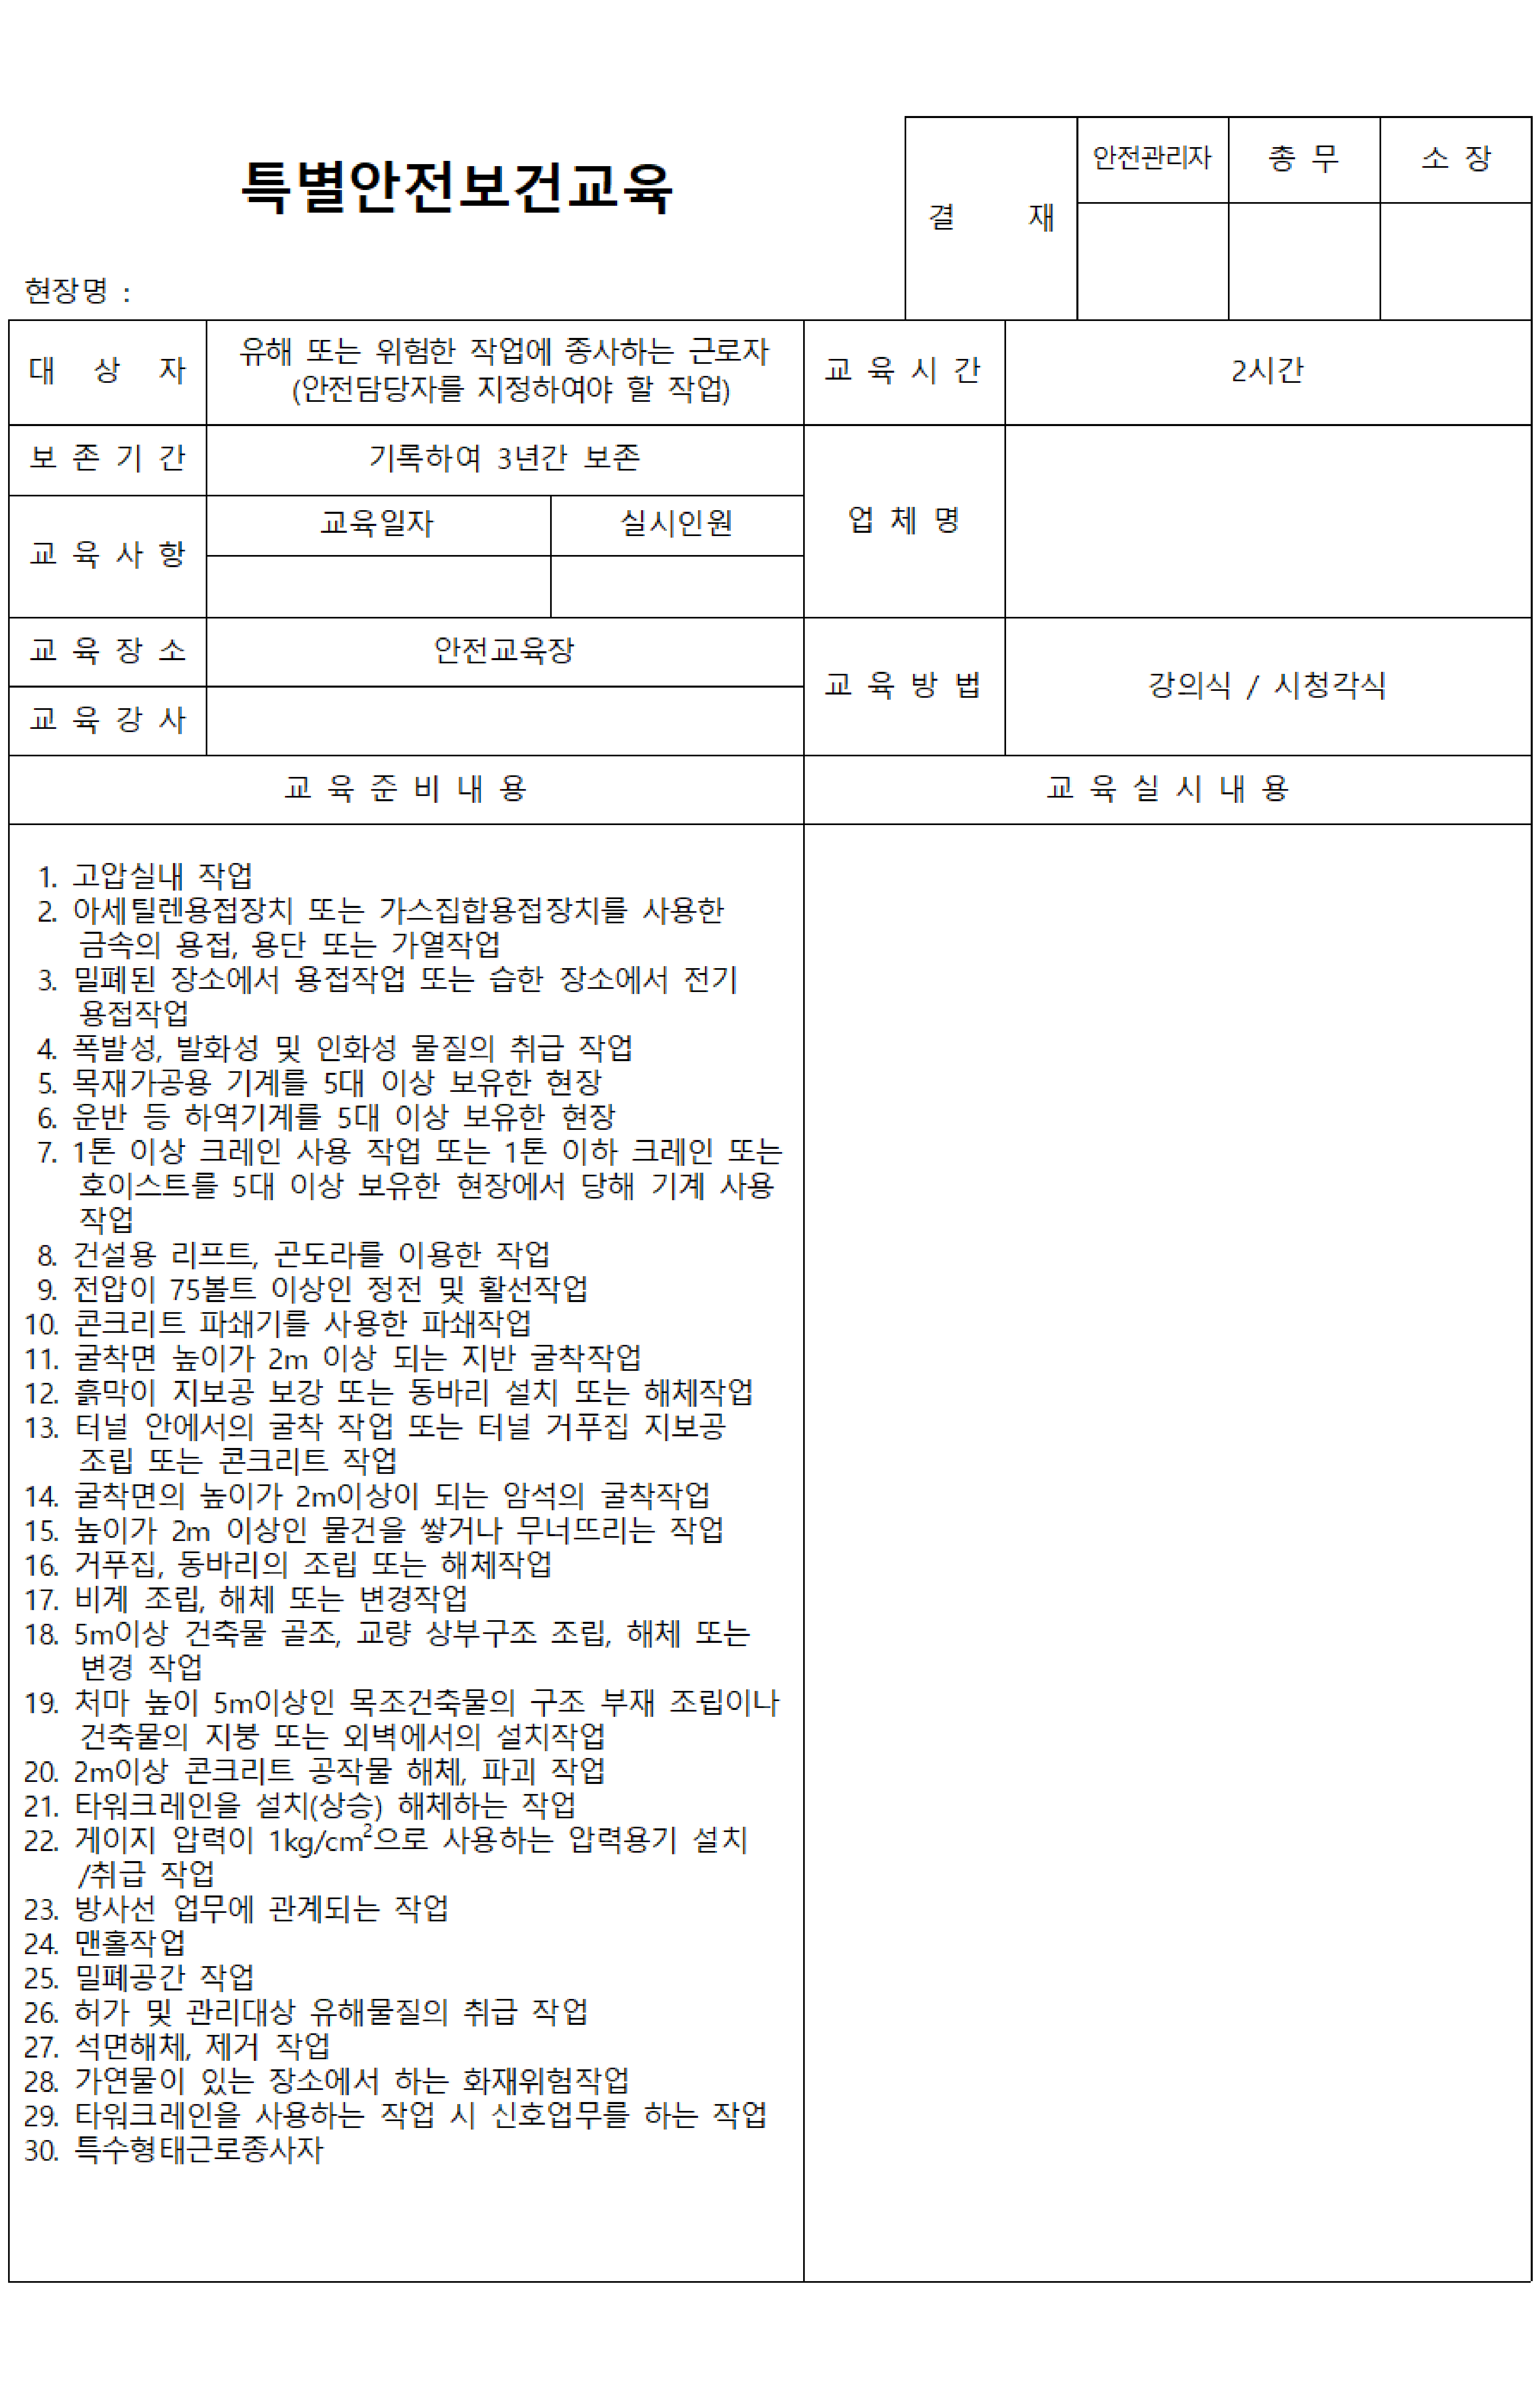 특별안전보건교육
결 재
안전관리자
총 무
소 장
현장명 :
대 상 자
유해 또는 위험한 작업에 종사하는 근로자
(안전담당자를 지정하여야 할 작업)
교 육 시 간
2시간
보 존 기 간
기록하여 3년간 보존
업 체 명
교 육 사 항
교육일자
실시인원
교 육 장 소
안전교육장
교 육 방 법
강의식 / 시청각식
교 육 강 사
교 육 준 비 내 용
교 육 실 시 내 용
1. 고압실내 작업
2. 아세틸렌용접장치 또는 가스집합용접장치를 사용한
금속의 용접, 용단 또는 가열작업
3. 밀폐된 장소에서 용접작업 또는 습한 장소에서 전기
용접작업
4. 폭발성, 발화성 및 인화성 물질의 취급 작업
5. 목재가공용 기계를 5대 이상 보유한 현장
6. 운반 등 하역기계를 5대 이상 보유한 현장
7. 1톤 이상 크레인 사용 작업 또는 1톤 이하 크레인 또는
호이스트를 5대 이상 보유한 현장에서 당해 기계 사용
작업
8. 건설용 리프트, 곤도라를 이용한 작업
9. 전압이 75볼트 이상인 정전 및 활선작업
10. 콘크리트 파쇄기를 사용한 파쇄작업
11. 굴착면 높이가 2m 이상 되는 지반 굴착작업
12. 흙막이 지보공 보강 또는 동바리 설치 또는 해체작업
13. 터널 안에서의 굴착 작업 또는 터널 거푸집 지보공
조립 또는 콘크리트 작업
14. 굴착면의 높이가 2m이상이 되는 암석의 굴착작업
15. 높이가 2m 이상인 물건을 쌓거나 무너뜨리는 작업
16. 거푸집, 동바리의 조립 또는 해체작업
17. 비계 조립, 해체 또는 변경작업
18. 5m이상 건축물 골조, 교량 상부구조 조립, 해체 또는
변경 작업
19. 처마 높이 5m이상인 목조건축물의 구조 부재 조립이나
건축물의 지붕 또는 외벽에서의 설치작업
20. 2m이상 콘크리트 공작물 해체, 파괴 작업
21. 타워크레인을 설치(상승) 해체하는 작업
22. 게이지 압력이 1kg/cm²으로 사용하는 압력용기 설치
/취급 작업
23. 방사선 업무에 관계되는 작업
24. 맨홀작업
25. 밀폐공간 작업
26. 허가 및 관리대상 유해물질의 취급 작업
27. 석면해체, 제거 작업
28. 가연물이 있는 장소에서 하는 화재위험작업
29. 타워크레인을 사용하는 작업 시 신호업무를 하는 작업
30. 특수형태근로종사자